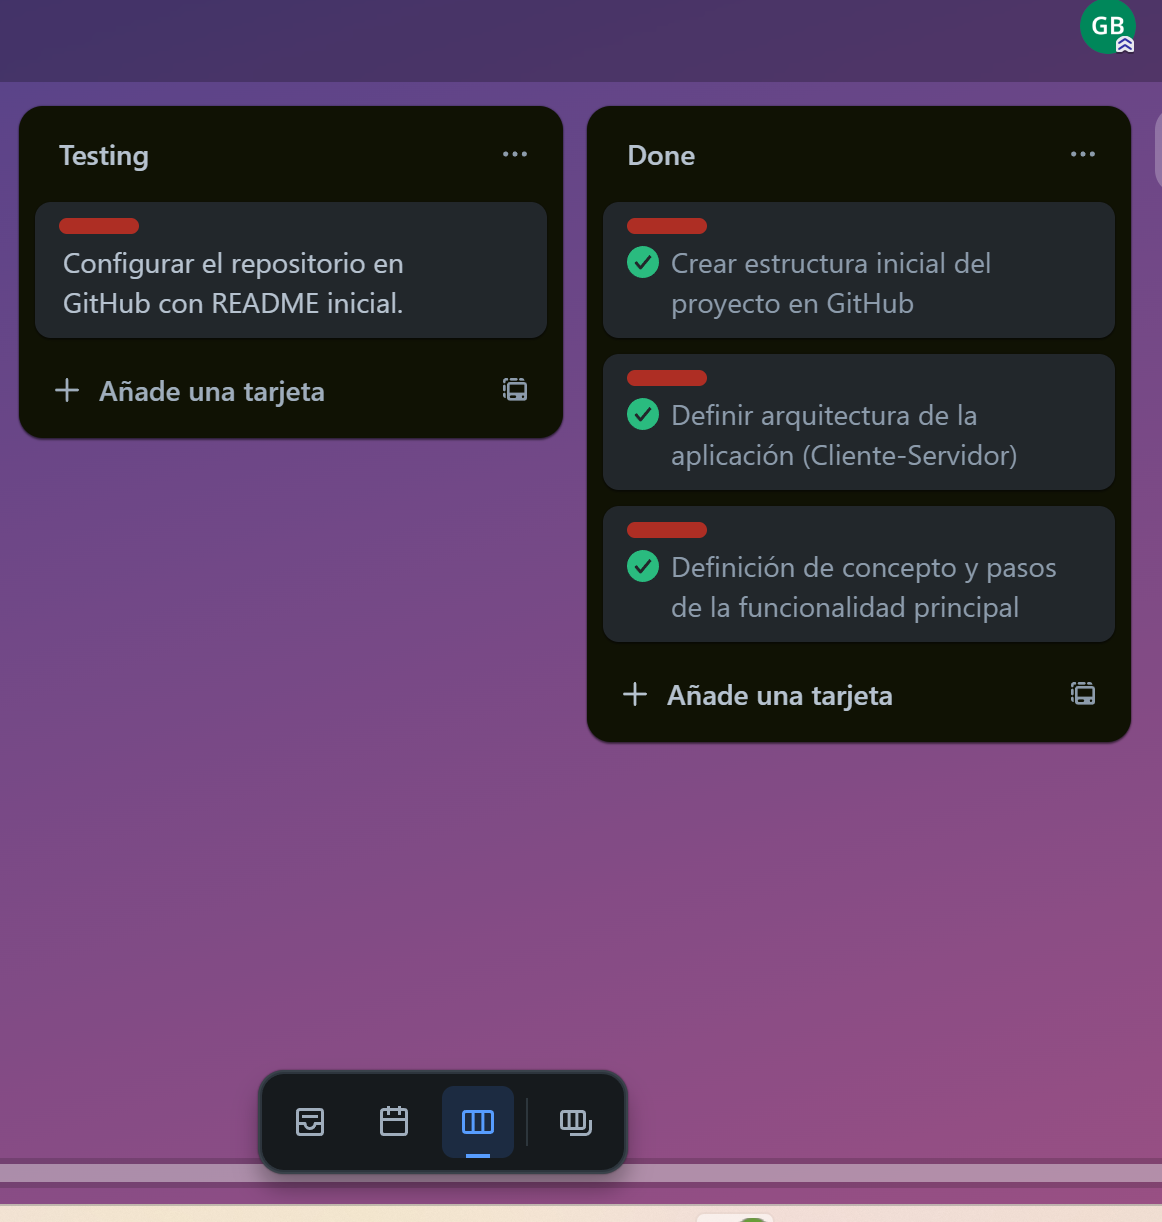 GB
Testing
Configurar el repositorio en
GitHub con README inicial.
Añade una tarjeta
Done
Crear estructura inicial del
proyecto en GitHub
Definir arquitectura de la
aplicación (Cliente-Servidor)
Definición de concepto y pasos
de la funcionalidad principal
Añade una tarjeta